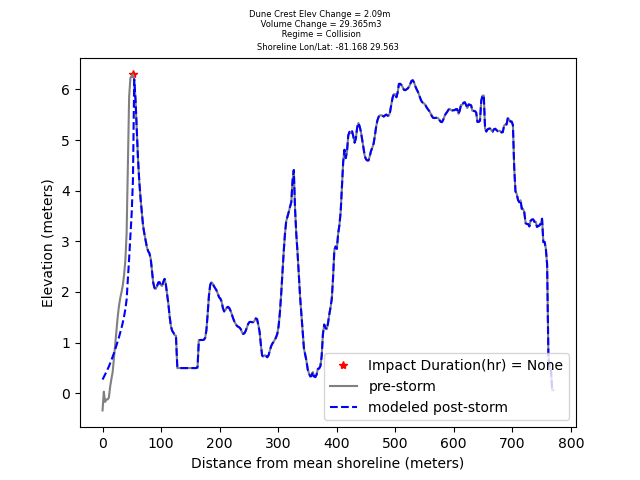 Dune Crest Elev Change = 2.09m
Volume Change = 29.365m3
Regime = Collision
Shoreline Lon/Lat: -81.168 29.563
Elevation (meters)
6
5
4
3
2
1
0
Impact Duration(hr) = None
pre-storm
modeled post-storm
0 100 200 300 400 500 600 700 800
Distance from mean shoreline (meters)